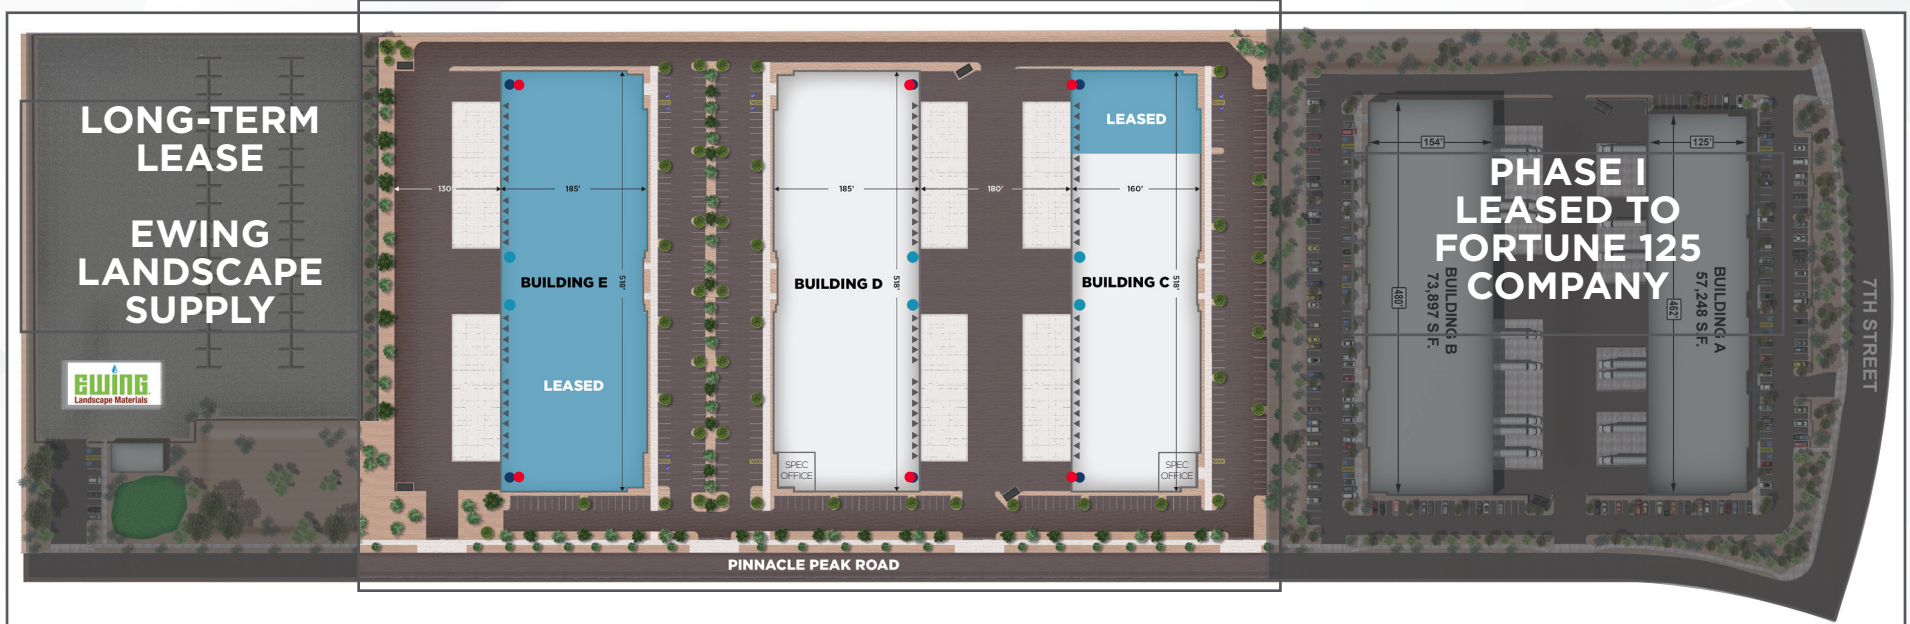 LONG-TERM
LEASE
EWING
LANDSCAPE
SUPPLY
EWING
Landscape Materials
130'
185'
518'
BUILDING E
LEASED
185'
518'
BUILDING D
SPEC
OFFICE
180'
LEASED
160'
518'
BUILDING C
SPEC
OFFICE
154'
480'
BUILDING B
73,897 S.F.
PHASE I
LEASED TO
FORTUNE 125
COMPANY
125'
462'
BUILDING A
57,248 S.F.
7TH STREET
PINNACLE PEAK ROAD